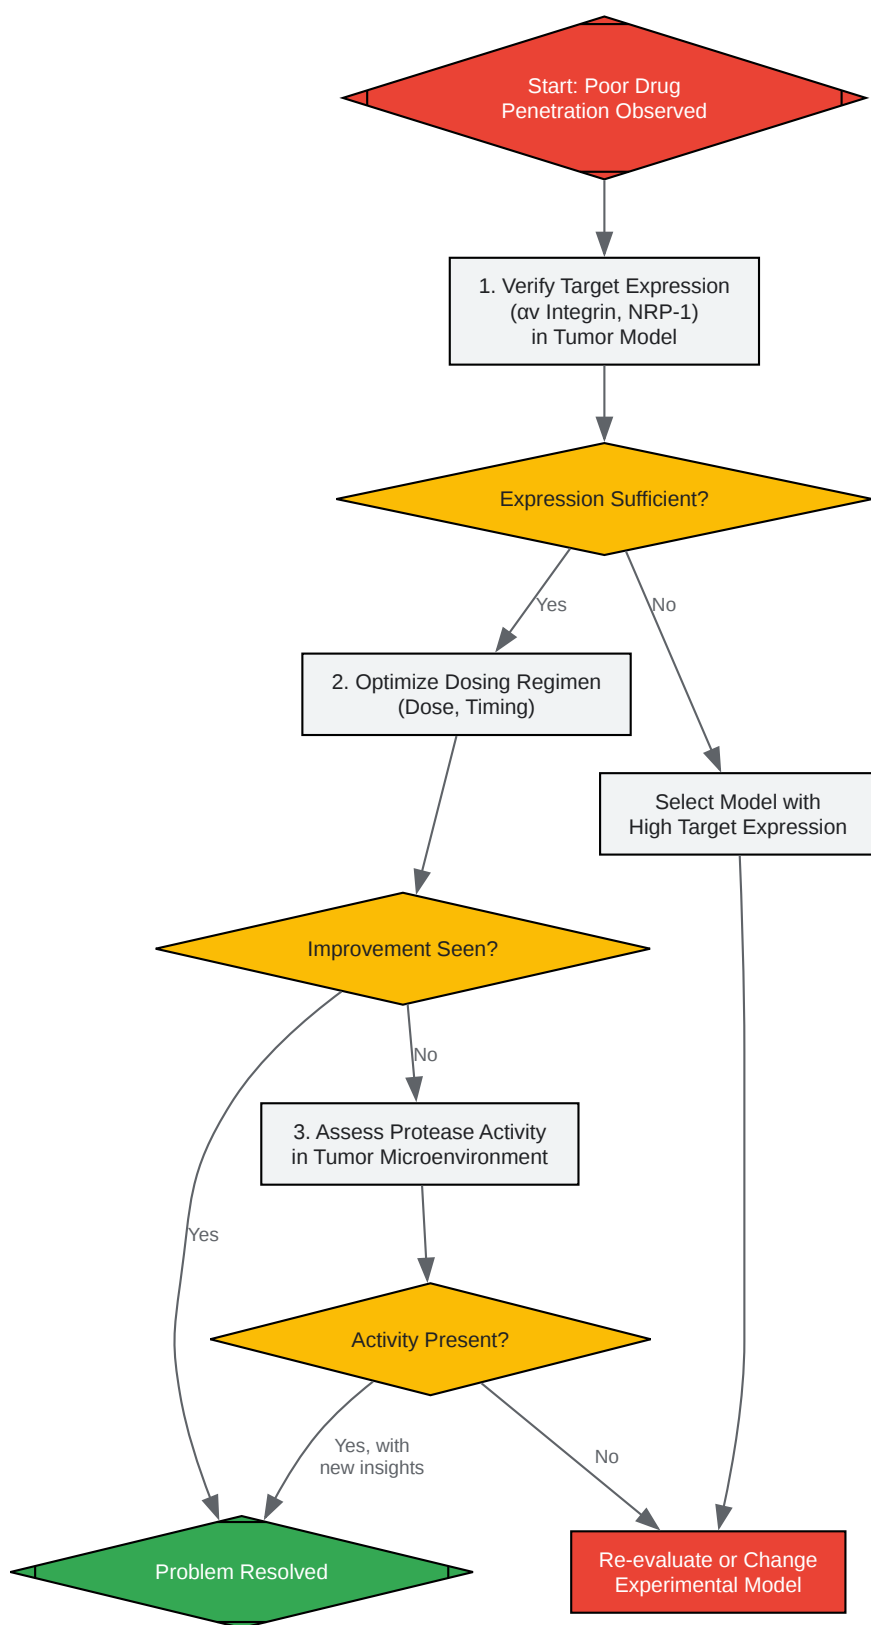 Start: Poor Drug
Penetration Observed
1. Verify Target Expression
(αv Integrin, NRP-1)
in Tumor Model
Expression Sufficient?
Yes
No
2. Optimize Dosing Regimen
(Dose, Timing)
Select Model with
High Target Expression
Improvement Seen?
No
3. Assess Protease Activity
in Tumor Microenvironment
Yes
Activity Present?
Yes, with
new insights
No
Problem Resolved
Re-evaluate or Change
Experimental Model